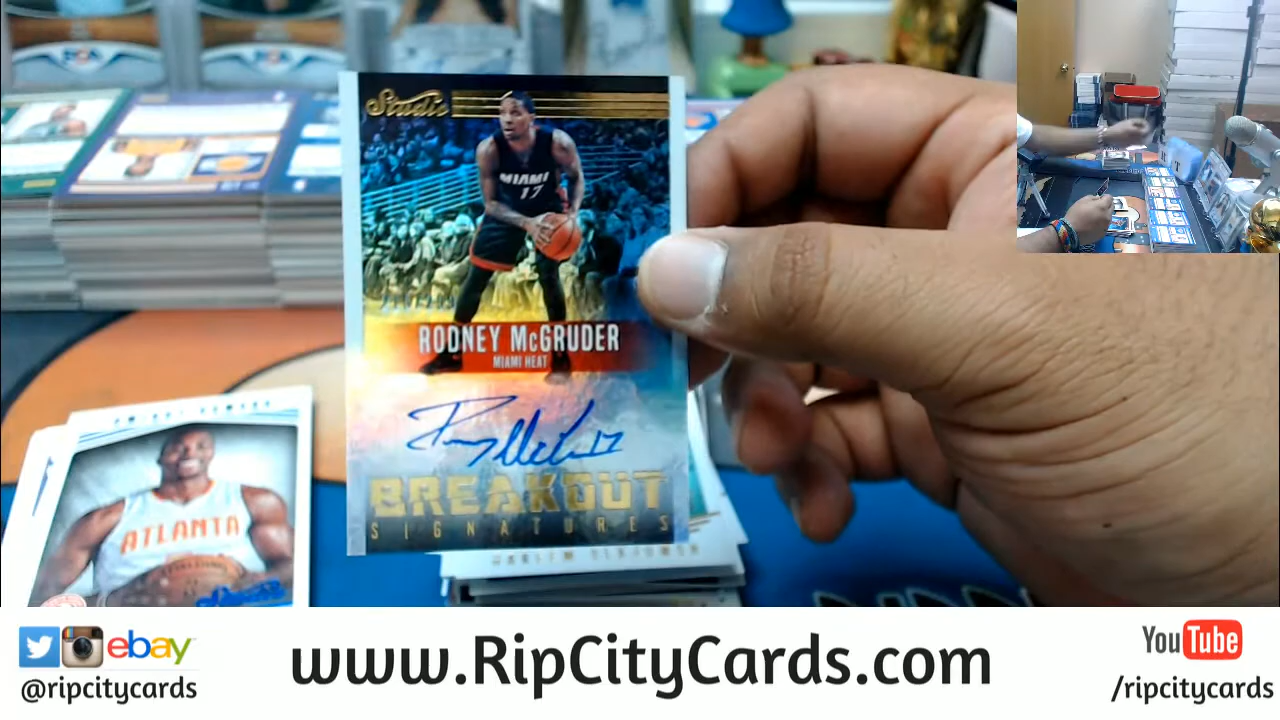 Studio
MIAMI
17
RODNEY McGRUDER
MIAMI HEAT
BREAKOUT
SIGNATURES
ATLANTA
ebay
@ripcitycards
www.RipCityCards.com
YouTube
/ripcitycards